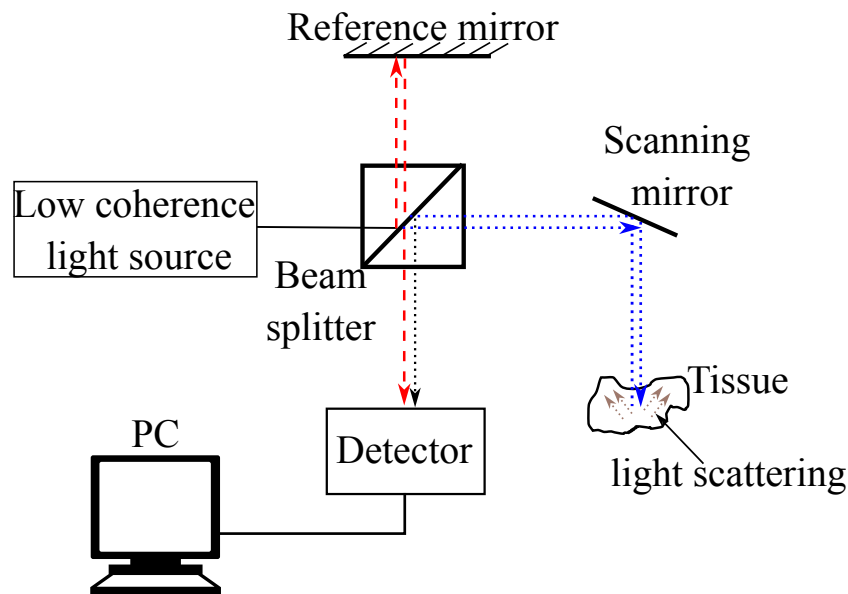 Reference mirror
Scanning
mirror
Low coherence
light source
Beam
splitter
Tissue
PC
Detector
light scattering